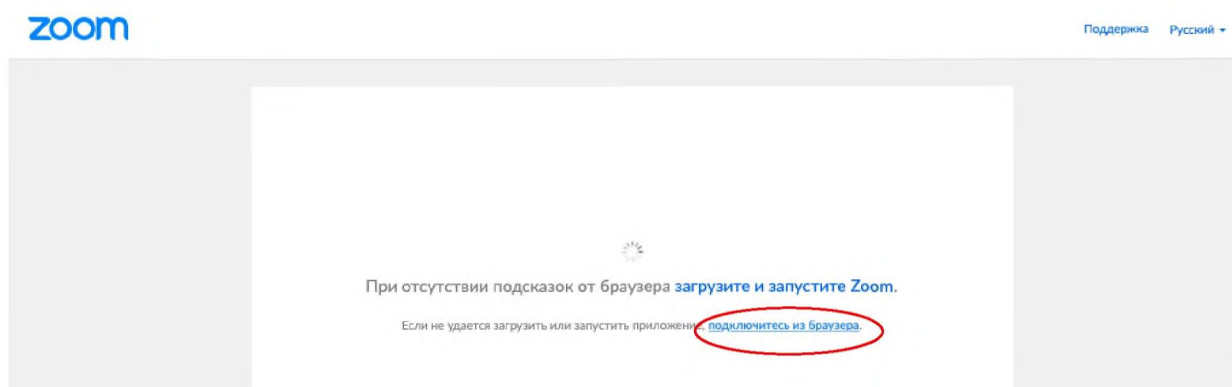 zoom
Поддержка Русский
При отсутствии подсказок от браузера загрузите и запустите Zoom.
Если не удается загрузить или запустить приложение, подключитесь из браузера.